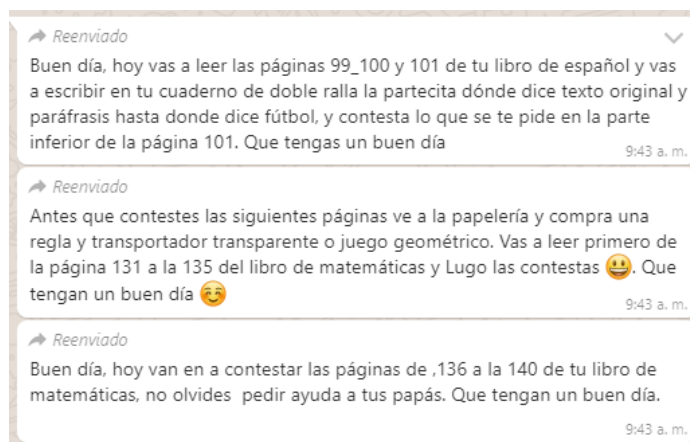 Reenviado
Buen día, hoy vas a leer las páginas 99_100 y 101 de tu libro de español y vas
a escribir en tu cuaderno de doble ralla la partecita dónde dice texto original y
paráfrasis hasta donde dice fútbol, y contesta lo que se te pide en la parte
inferior de la página 101. Que tengas un buen día
9:43 a. m.
Reenviado
Antes que contestes las siguientes páginas ve a la papelería y compra una
regla y transportador transparente o juego geométrico. Vas a leer primero de
la página 131 a la 135 del libro de matemáticas y Lugo las contestas 😃. Que
tengan un buen día ☺️
9:43 a. m.
Reenviado
Buen día, hoy van en a contestar las páginas de ,136 a la 140 de tu libro de
matemáticas, no olvides  pedir ayuda a tus papás. Que tengan un buen día.
9:43 a. m.